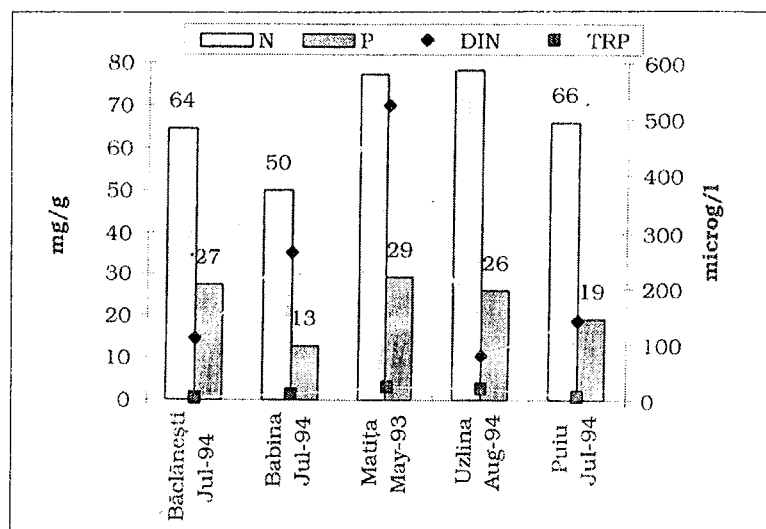 N P DIN TRP
80
70
60
50
40
30
20
10
0
mg/g
600
500
400
300
200
100
0
microg/l
64
27
50
13
29
26
66
19
Băclănești
Jul-94
Babina
Jul-94
Matița
May-93
Uzlina
Aug-94
Puiu
Jul-94